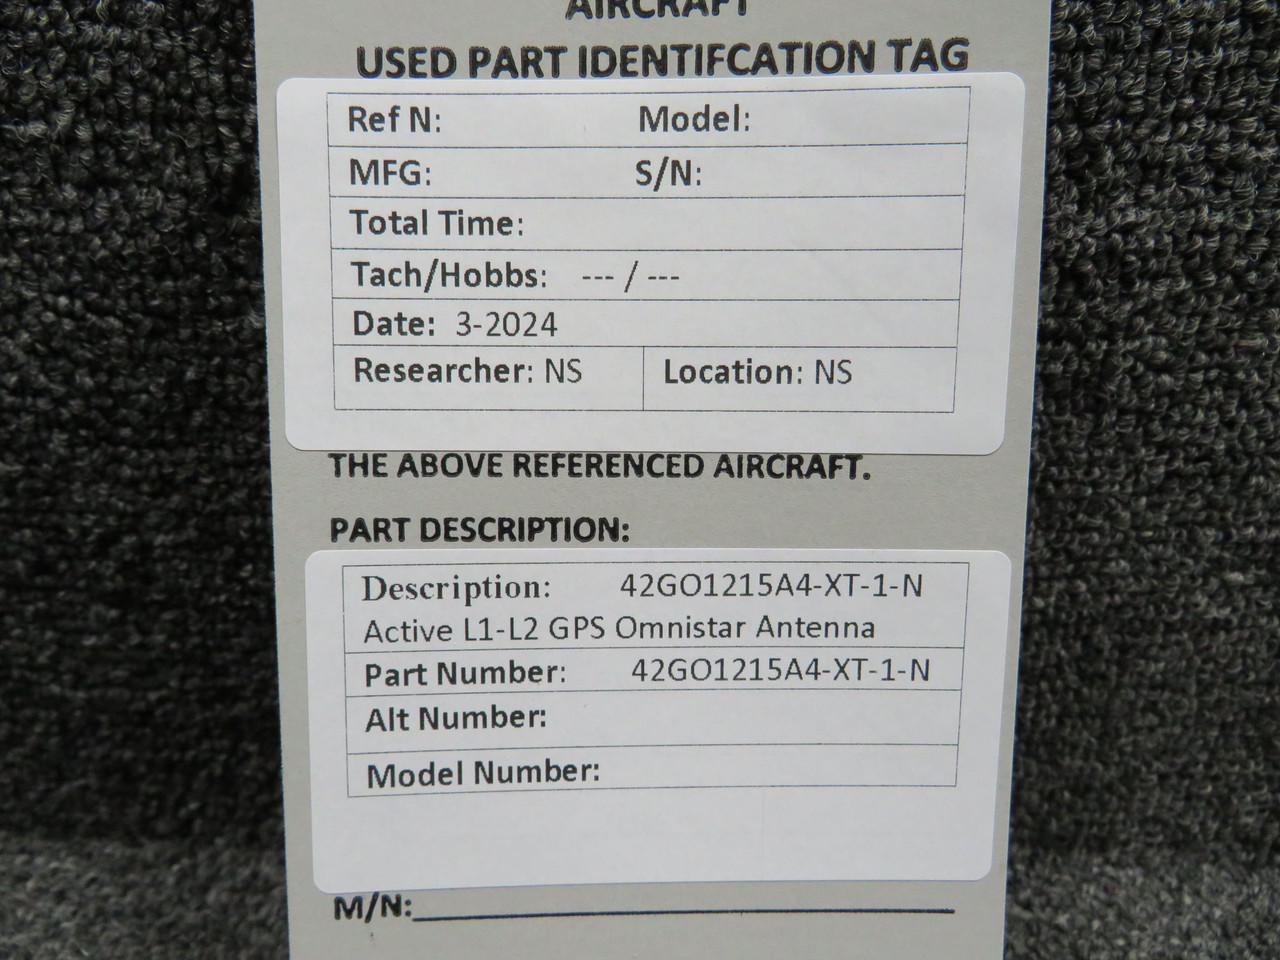 AIRCRAFT
USED PART IDENTIFCATION TAG
Ref N: Model:
MFG: S/N:
Total Time:
Tach/Hobbs: --- / ---
Date: 3-2024
Researcher: NS Location: NS
THE ABOVE REFERENCED AIRCRAFT.
PART DESCRIPTION:
Description: 42GO1215A4-XT-1-N
Active L1-L2 GPS Omnistar Antenna
Part Number: 42GO1215A4-XT-1-N
Alt Number:
Model Number:
M/N: